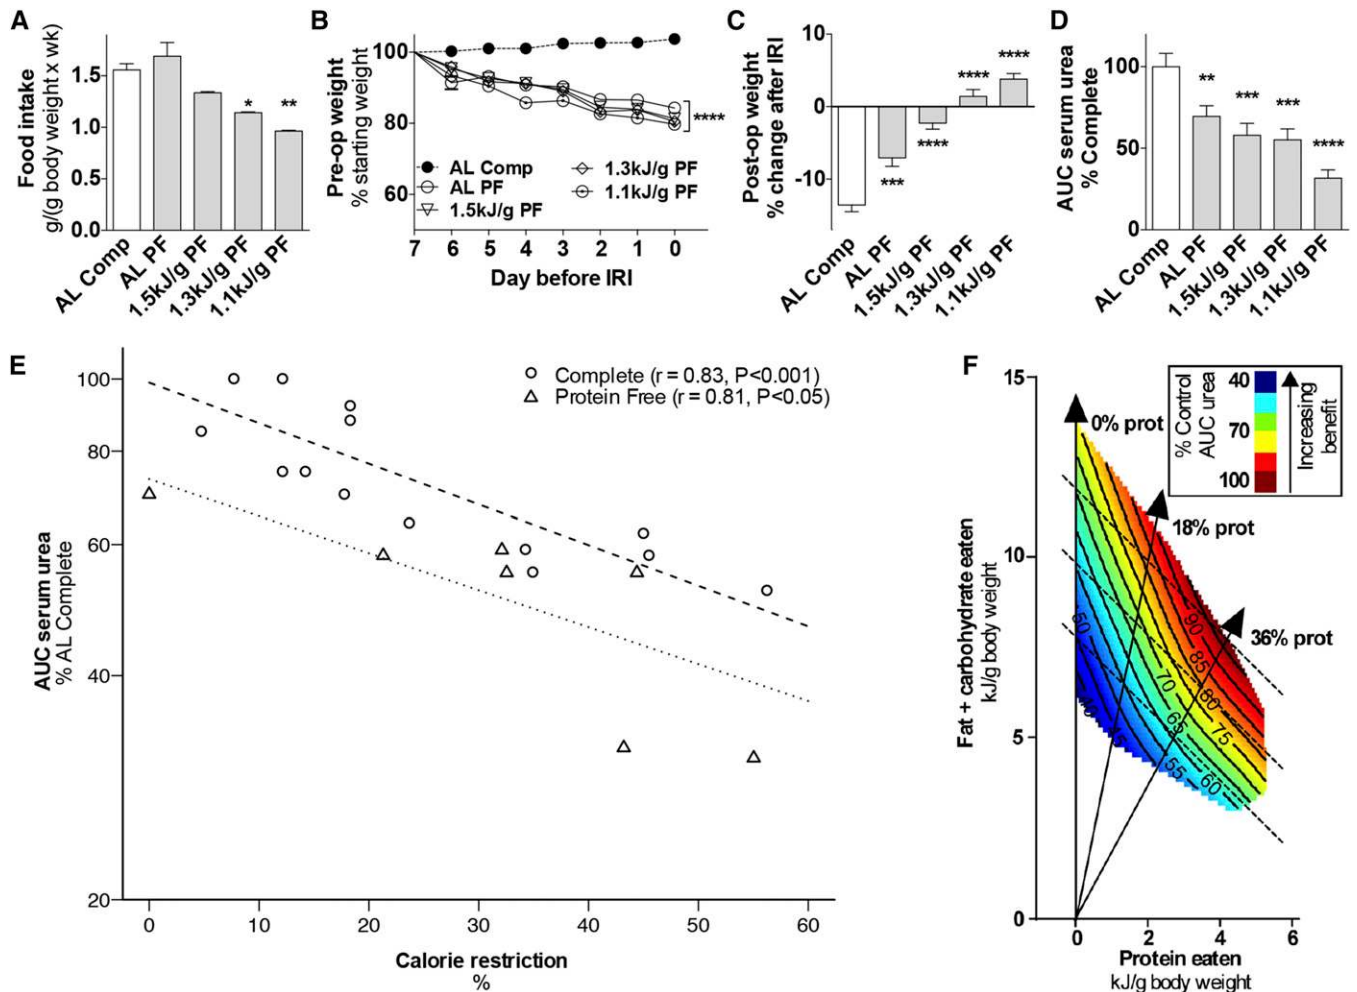 A
Food intake
g/(g body weight x wk)
1.5
1.0
0.5
0.0
*
**
AL Comp
AL PF
1.5kJ/g PF
1.3kJ/g PF
1.1kJ/g PF
B
Pre-op weight
% starting weight
100
80
60
****
AL Comp
AL PF
1.5kJ/g PF
1.3kJ/g PF
1.1kJ/g PF
7 6 5 4 3 2 1 0
Day before IRI
C
Post-op weight
% change after IRI
10
0
-10
***
****
****
****
AL Comp
AL PF
1.5kJ/g PF
1.3kJ/g PF
1.1kJ/g PF
D
AUC serum urea
% Complete
100
50
0
**
***
***
****
AL Comp
AL PF
1.5kJ/g PF
1.3kJ/g PF
1.1kJ/g PF
E
AUC serum urea
% AL Complete
100
80
60
40
20
Complete (r = 0.83, P<0.001)
Protein Free (r = 0.81, P<0.05)
0 10 20 30 40 50 60
Calorie restriction
%
F
Fat + carbohydrate eaten
kJ/g body weight
15
10
5
0
% Control
AUC urea
40
70
100
Increasing
benefit
0% prot
18% prot
36% prot
50
90
85
80
75
70
65
60
55
45
40
0 2 4 6
Protein eaten
kJ/g body weight